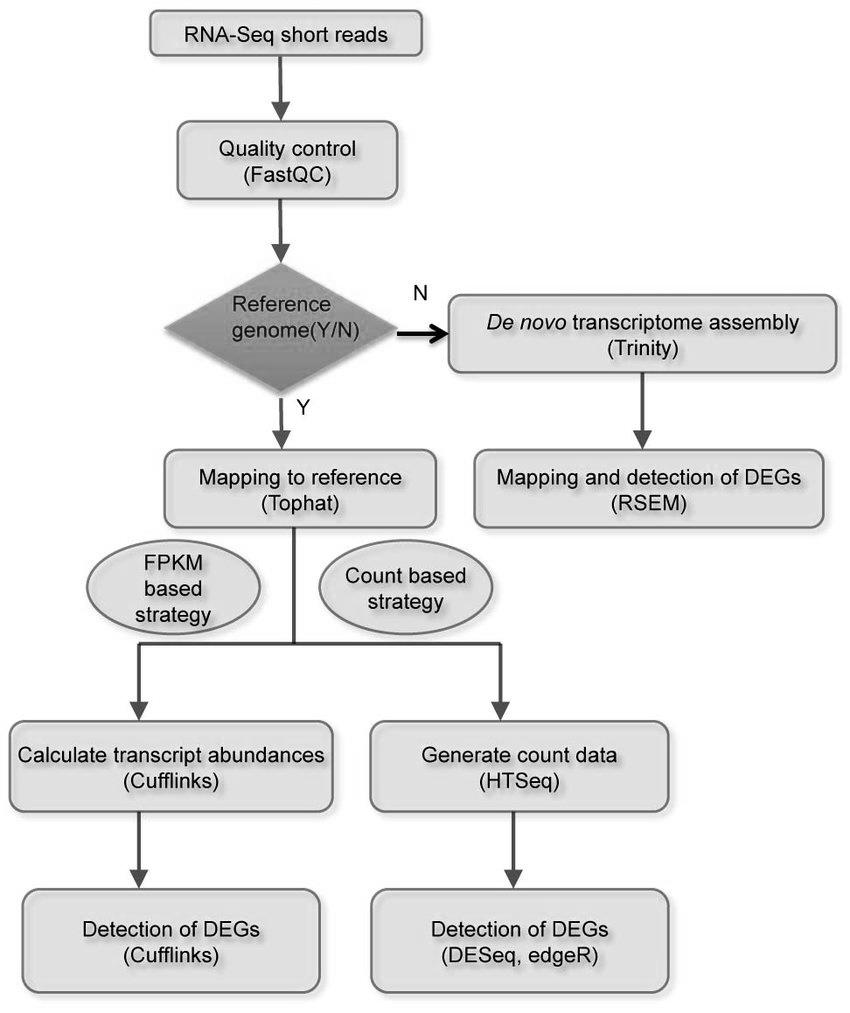 RNA-Seq short reads
Quality control
(FastQC)
Reference
genome(Y/N)
N
De novo transcriptome assembly
(Trinity)
Y
Mapping to reference
(Tophat)
Mapping and detection of DEGs
(RSEM)
FPKM
based
strategy
Count based
strategy
Calculate transcript abundances
(Cufflinks)
Generate count data
(HTSeq)
Detection of DEGs
(Cufflinks)
Detection of DEGs
(DESeq, edgeR)